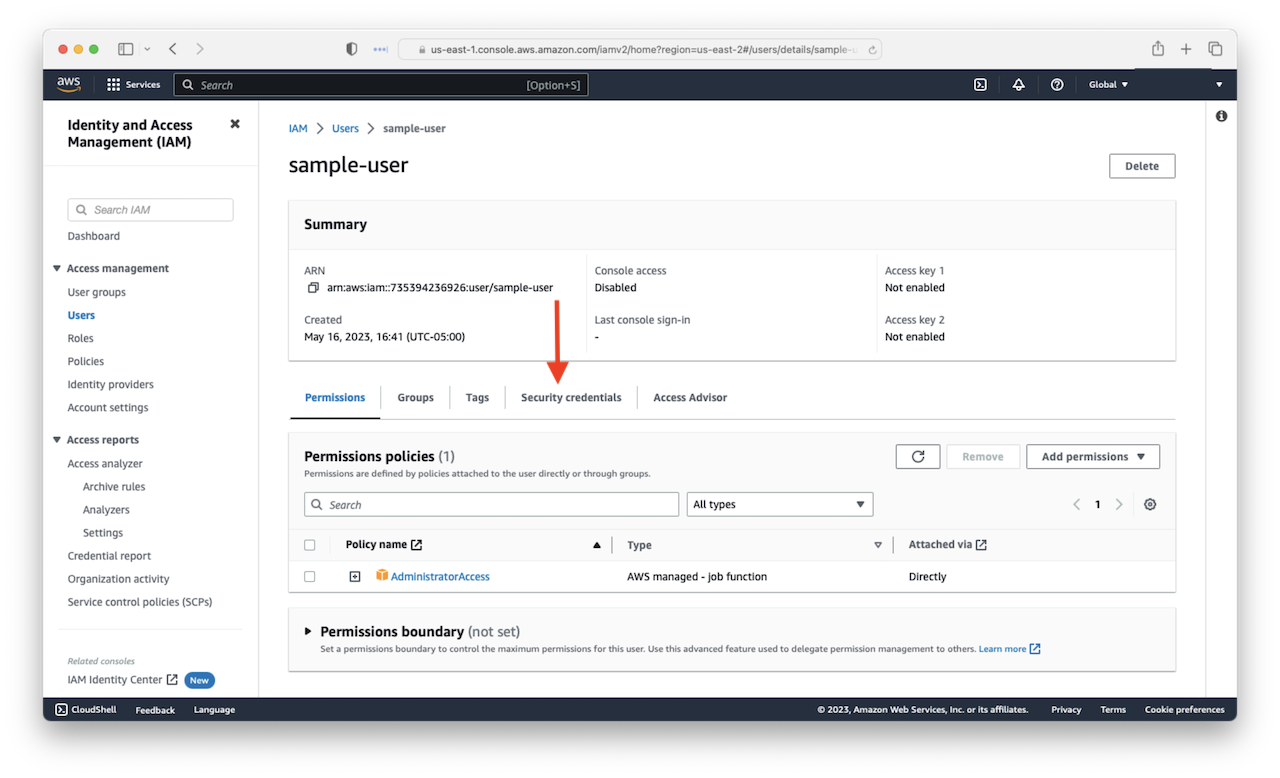 us-east-1.console.aws.amazon.com/iamv2/home?region=us-east-2#/users/details/sample-u
aws Services Search [Option+S] Global
Identity and Access
Management (IAM)
Search IAM
Dashboard
Access management
User groups
Users
Roles
Policies
Identity providers
Account settings
Access reports
Access analyzer
Archive rules
Analyzers
Settings
Credential report
Organization activity
Service control policies (SCPs)
Related consoles
IAM Identity Center New
IAM > Users > sample-user
sample-user
Delete
Summary
ARN
arn:aws:iam::735394236926:user/sample-user
Created
May 16, 2023, 16:41 (UTC-05:00)
Console access
Disabled
Last console sign-in
-
Access key 1
Not enabled
Access key 2
Not enabled
Permissions Groups Tags Security credentials Access Advisor
Permissions policies (1)
Permissions are defined by policies attached to the user directly or through groups.
Remove Add permissions
Search All types 1
Policy name Type Attached via
AdministratorAccess AWS managed - job function Directly
Permissions boundary (not set)
Set a permissions boundary to control the maximum permissions for this user. Use this advanced feature used to delegate permission management to others. Learn more
CloudShell Feedback Language © 2023, Amazon Web Services, Inc. or its affiliates. Privacy Terms Cookie preferences